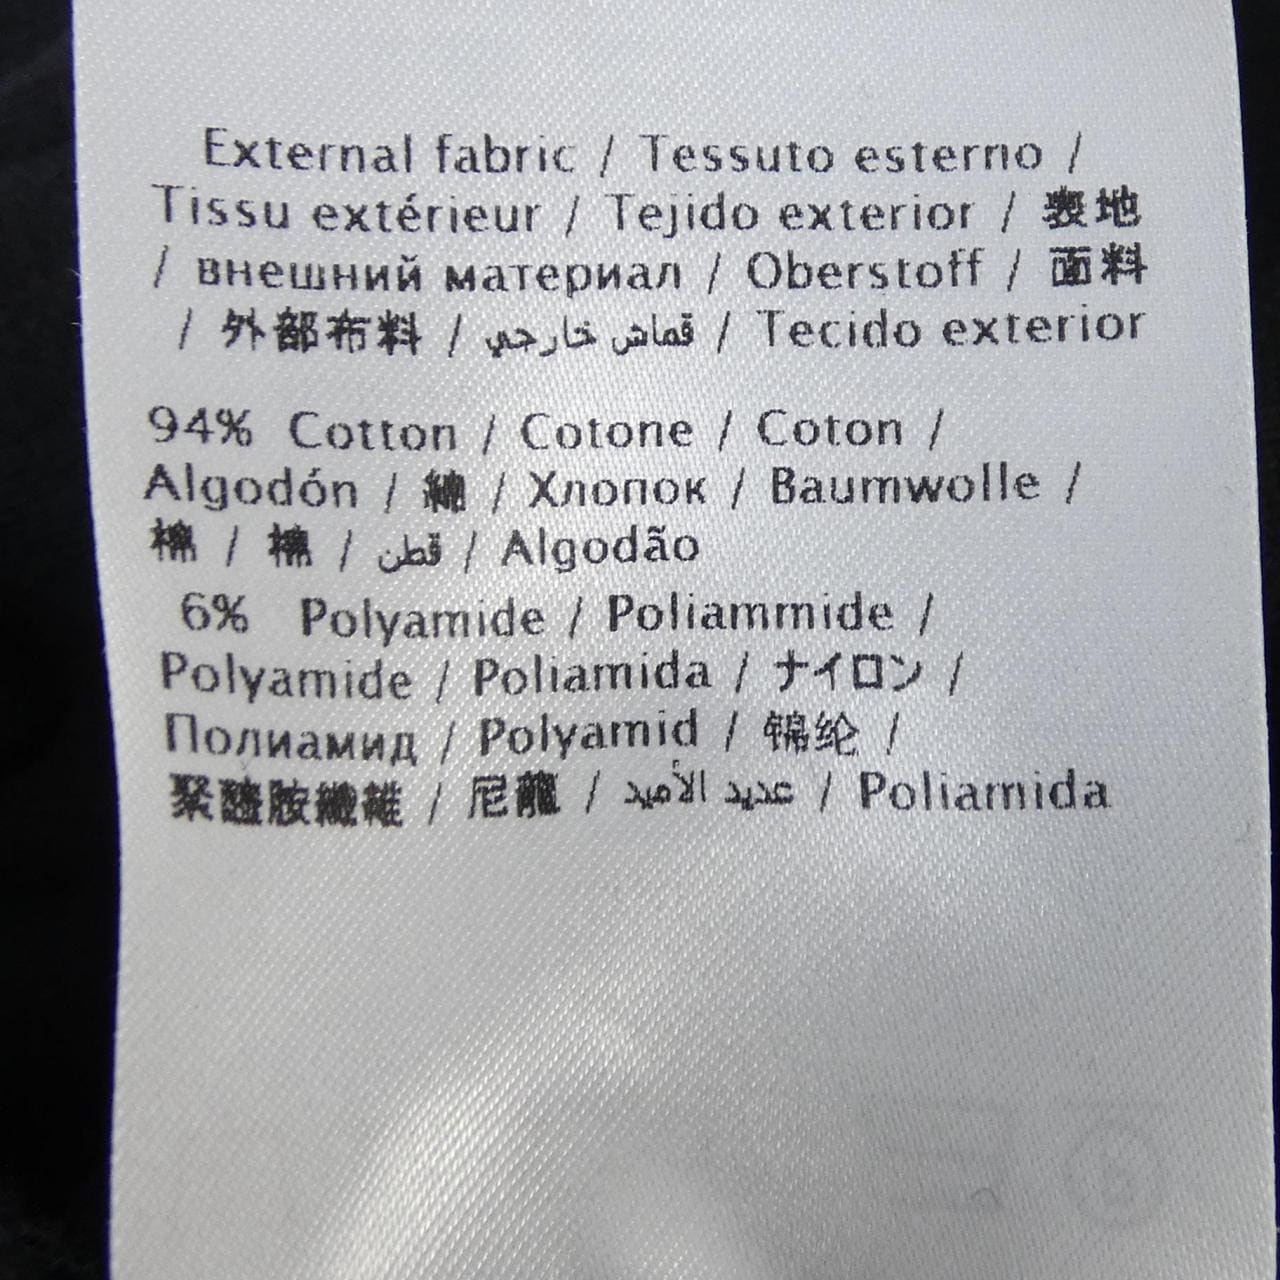 External fabric / Tessuto esterno /
Tissu extérieur / Tejido exterior / 表地
/ внешний материал / Oberstoff / 面料
/ 外部布料 / قماش خارجي / Tecido exterior
94% Cotton / Cotone / Coton /
Algodón / 綿 / Хлопок / Baumwolle /
棉 / 棉 / قطن / Algodão
6% Polyamide / Poliammide /
Polyamide / Poliamida / ナイロン /
Полиамид / Polyamid / 锦纶 /
聚醯胺纖維 / 尼龍 / عديد الأميد / Poliamida